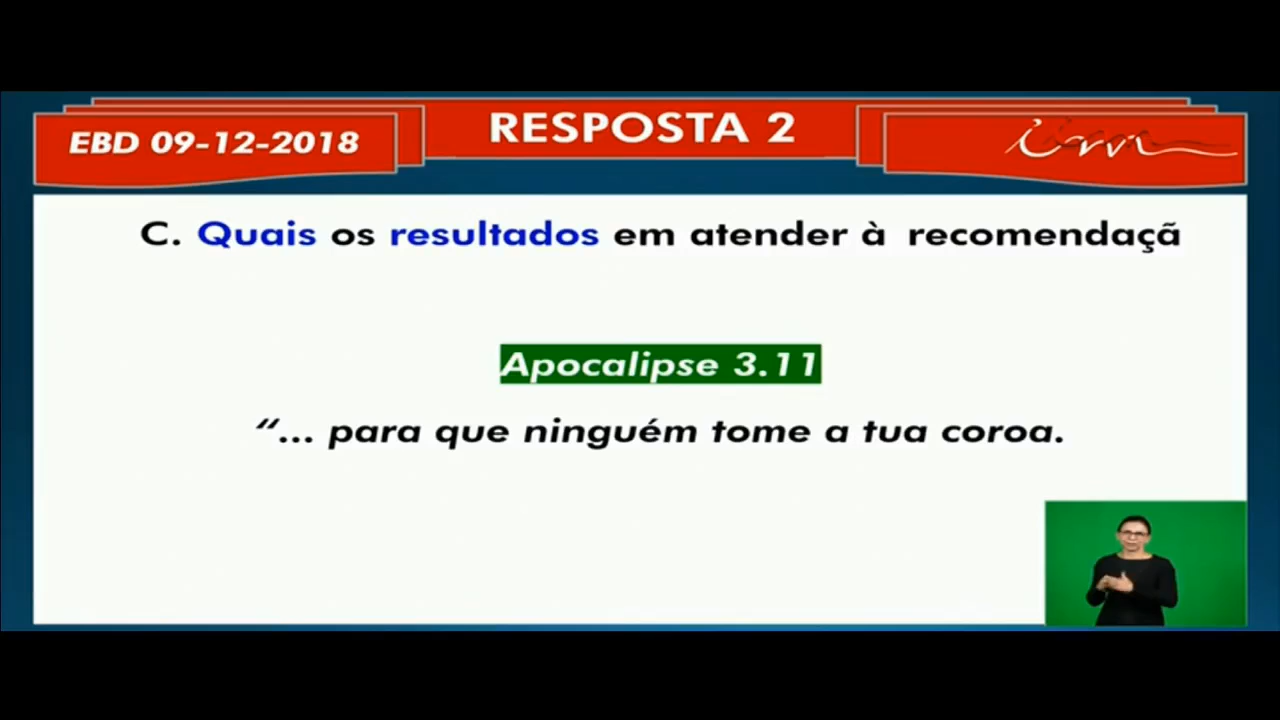 EBD 09-12-2018
RESPOSTA 2
C. Quais os resultados em atender à recomendaçã
Apocalipse 3.11
“... para que ninguém tome a tua coroa.